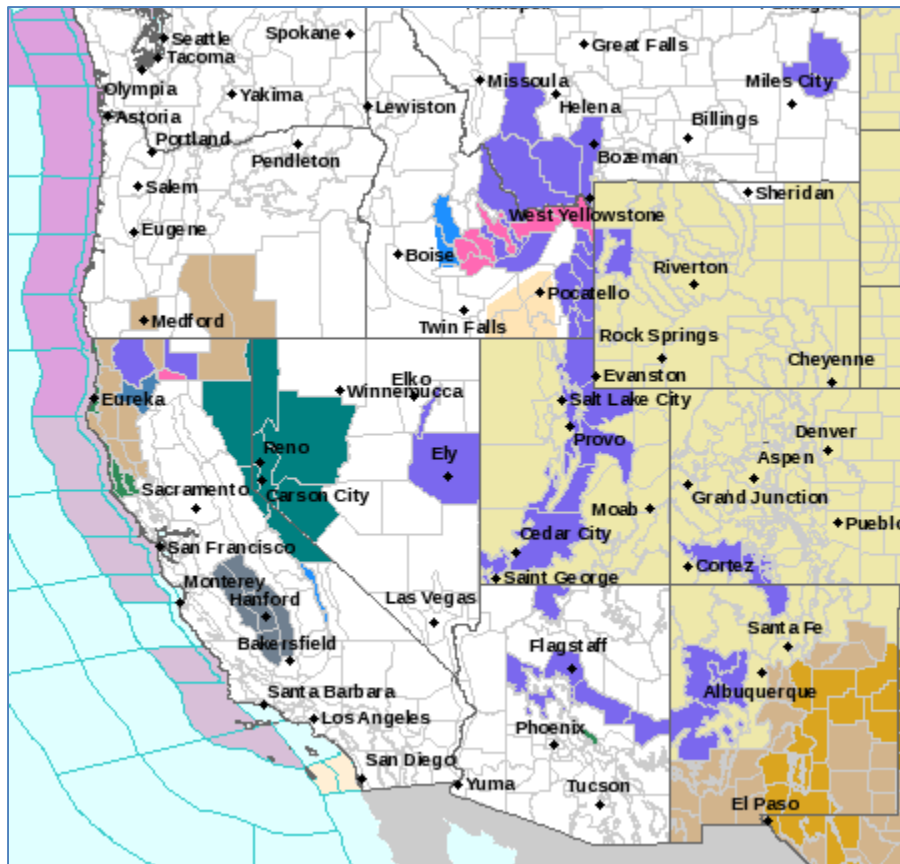 Seattle
Spokane
Tacoma
Great Falls
Olympia
Missoula
Miles City
Yakima
Helena
Lewiston
Astoria
Billings
Portland
Pendleton
Bozeman
Salem
Sheridan
West Yellowstone
Eugene
Boise
Riverton
Pocatello
Medford
Twin Falls
Rock Springs
Cheyenne
Elko
Evanston
Winnemucca
Eureka
Salt Lake City
Provo
Denver
Reno
Ely
Aspen
Sacramento
Carson City
Grand Junction
Moab
Pueblo
Cedar City
San Francisco
Cortez
Saint George
Monterey
Hanford
Las Vegas
Santa Fe
Bakersfield
Flagstaff
Albuquerque
Santa Barbara
Los Angeles
Phoenix
San Diego
Yuma
Tucson
El Paso